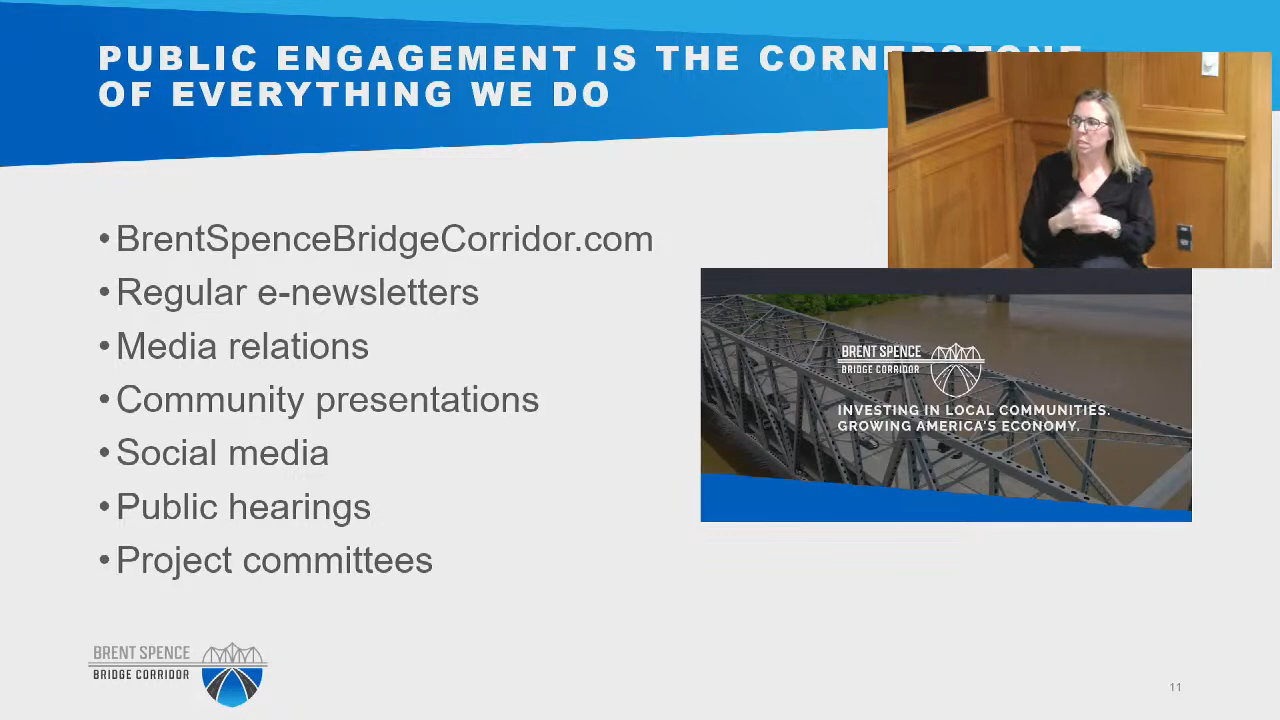 PUBLIC ENGAGEMENT IS THE
OF EVERYTHING WE DO
• BrentSpenceBridgeCorridor.com
• Regular e-newsletters
• Media relations
• Community presentations
• Social media
• Public hearings
• Project committees
BRENT SPENCE
BRIDGE CORRIDOR
INVESTING IN LOCAL COMMUNITIES.
GROWING AMERICA'S ECONOMY.
BRENT SPENCE
BRIDGE CORRIDOR
11